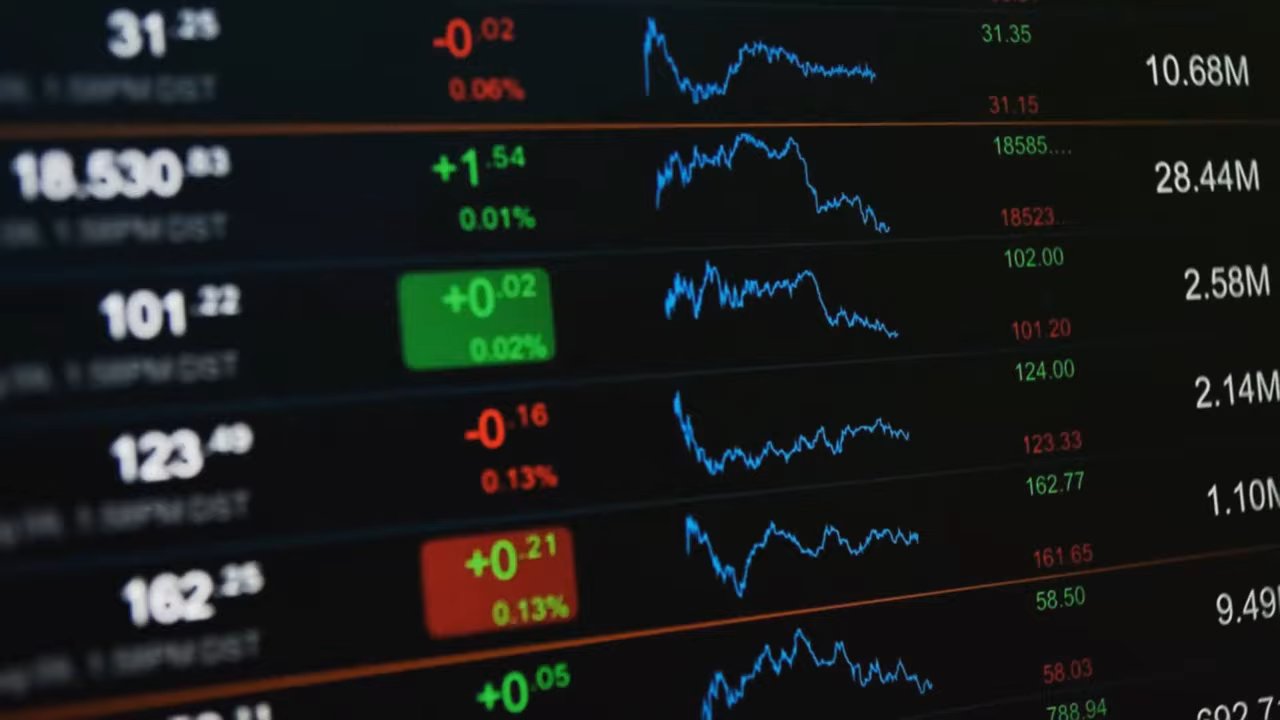 31.25 -0.02 31.35 10.68M
0.06% 31.15
18.530.83 +1.54 18585.... 28.44M
0.01% 18523..
101.22 +0.02 102.00 2.58M
0.02% 101.20
123.49 -0.16 124.00 2.14M
0.13% 123.33
162.25 +0.21 162.77 1.10M
0.13% 161.65
+0.05 58.50 9.49
58.03
788.94